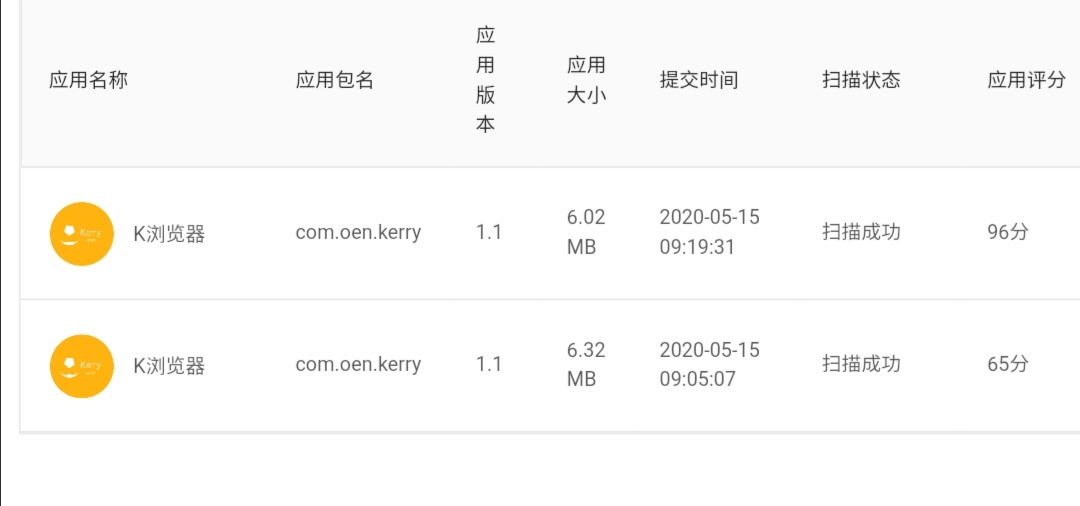 应用名称
应用包名
应
用
版
本
应用
大小
提交时间
扫描状态
应用评分
Kerry
K浏览器
com.oen.kerry
1.1
6.02
MB
2020-05-15
09:19:31
扫描成功
96分
Kerry
K浏览器
com.oen.kerry
1.1
6.32
MB
2020-05-15
09:05:07
扫描成功
65分